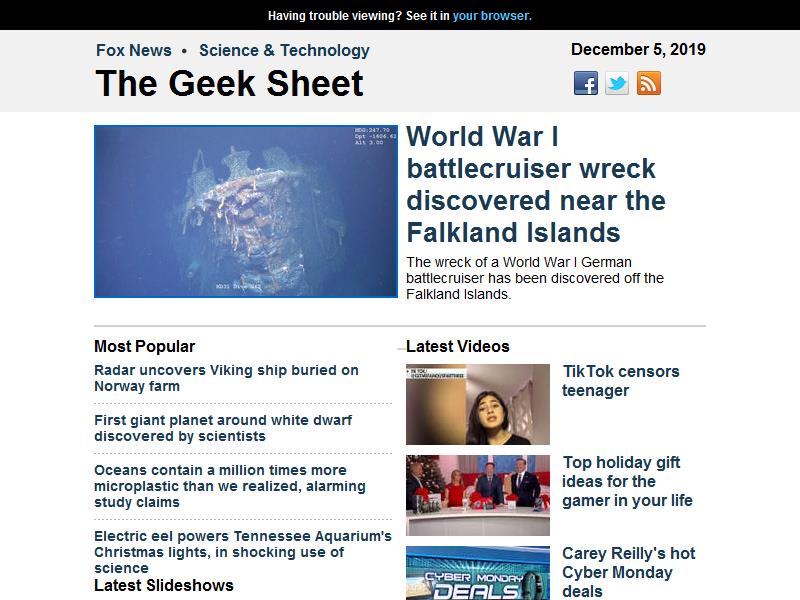 Having trouble viewing? See it in your browser.
Fox News • Science & Technology
December 5, 2019
The Geek Sheet
HDG:247.70
Dpt -1606.62
Alt 3.00
World War I
battlecruiser wreck
discovered near the
Falkland Islands
The wreck of a World War I German
battlecruiser has been discovered off the
Falkland Islands.
Most Popular
Radar uncovers Viking ship buried on
Norway farm
First giant planet around white dwarf
discovered by scientists
Oceans contain a million times more
microplastic than we realized, alarming
study claims
Electric eel powers Tennessee Aquarium's
Christmas lights, in shocking use of
science
Latest Slideshows
Latest Videos
TIK TOK/
TikTok censors
teenager
Top holiday gift
ideas for the
gamer in your life
CYBER MONDAY
DEALS
Carey Reilly's hot
Cyber Monday
deals